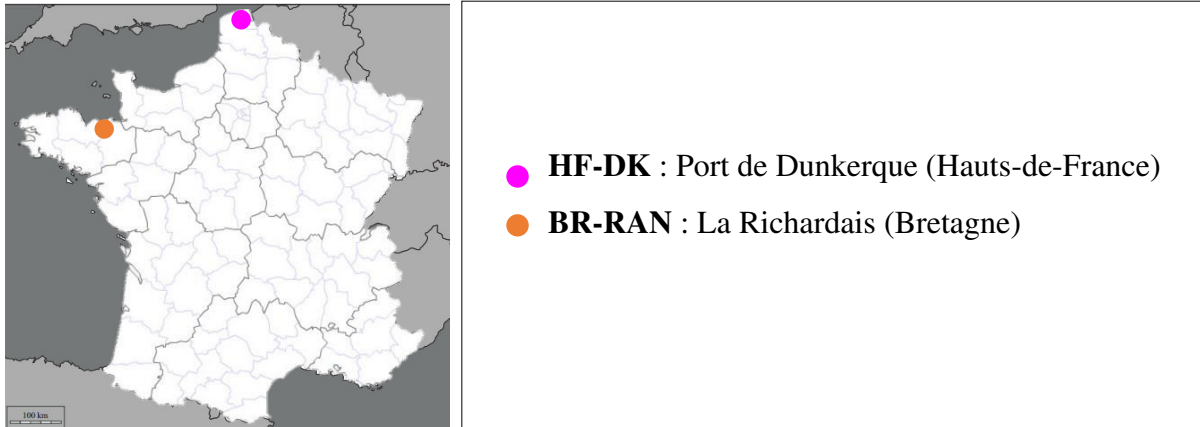 HF-DK : Port de Dunkerque (Hauts-de-France)
BR-RAN : La Richardais (Bretagne)
100 km